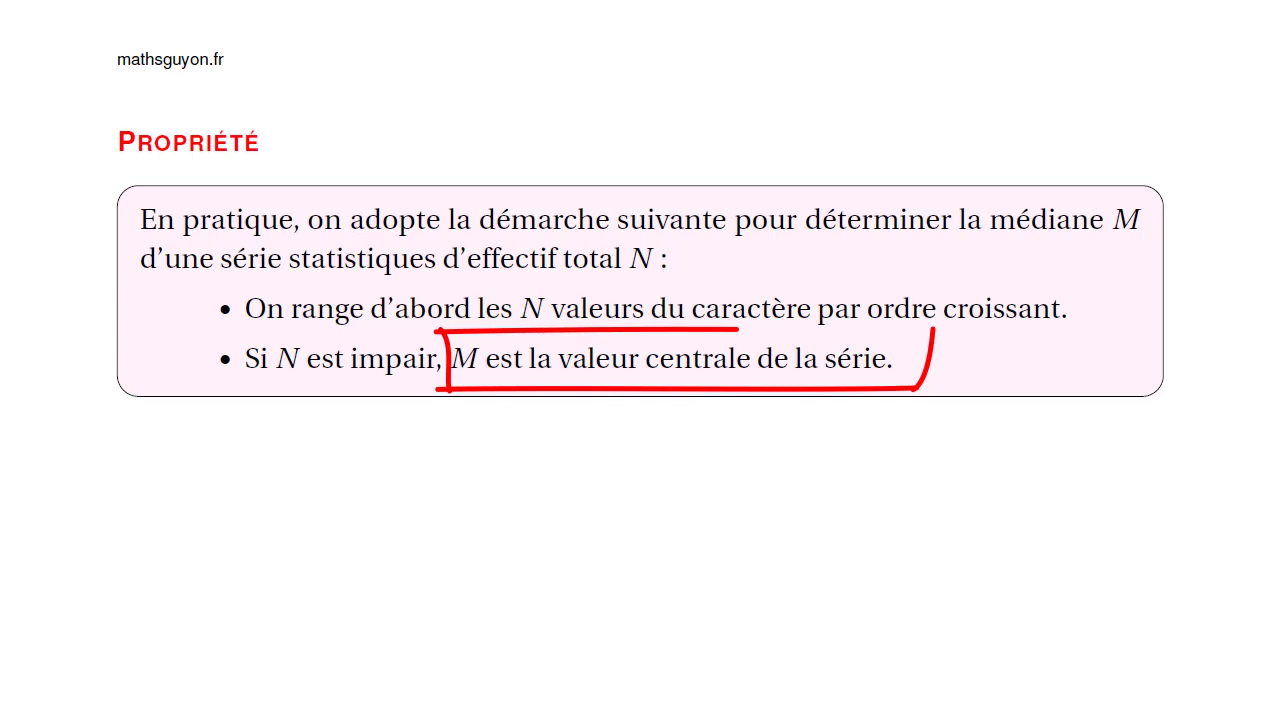 mathsguyon.fr
PROPRIÉTÉ
En pratique, on adopte la démarche suivante pour déterminer la médiane M
d’une série statistiques d’effectif total N :
• On range d’abord les N valeurs du caractère par ordre croissant.
• Si N est impair, M est la valeur centrale de la série.